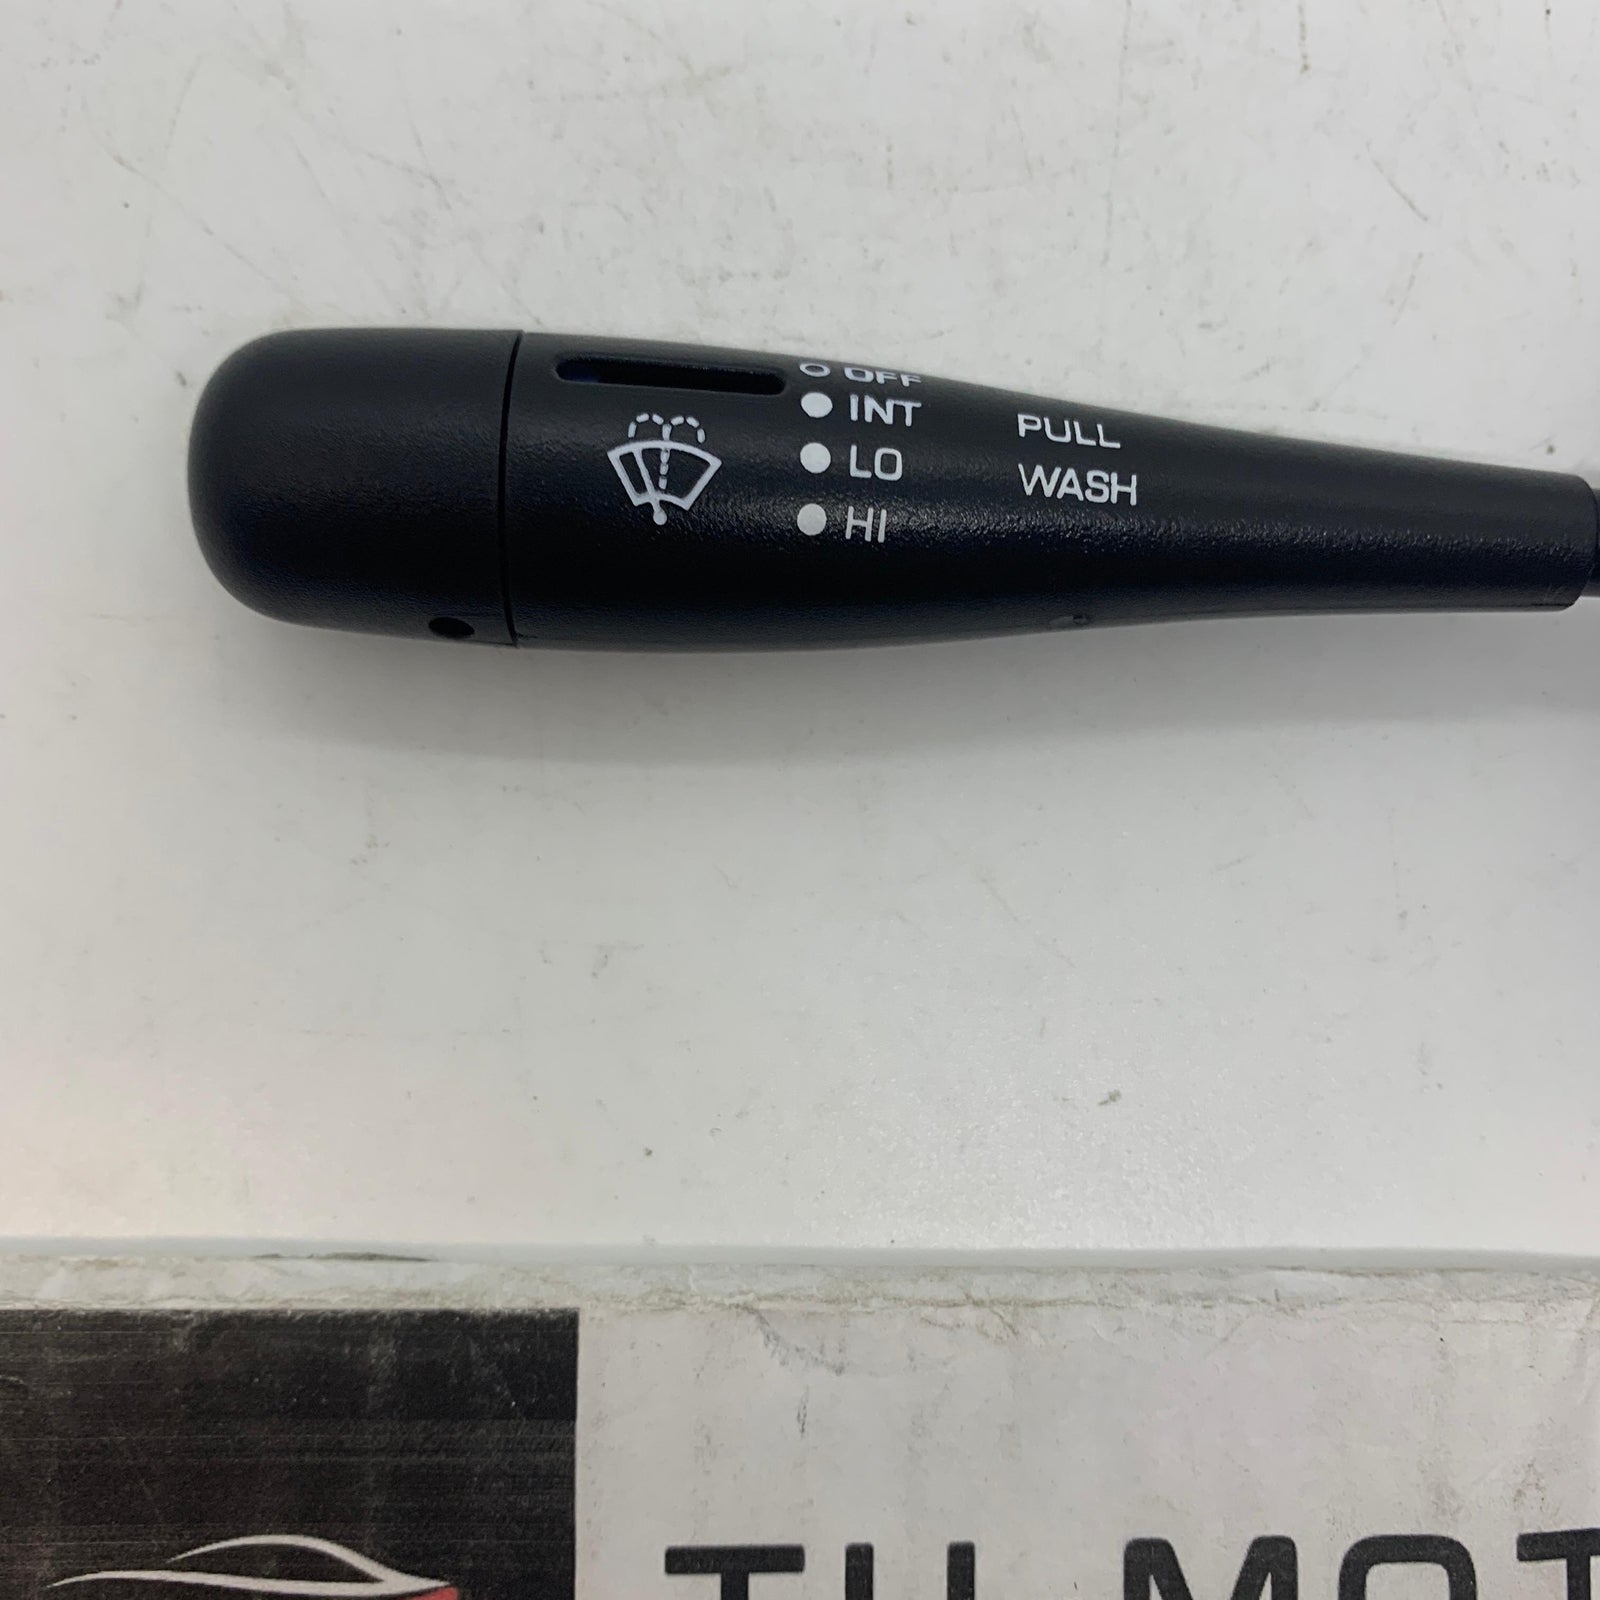 OFF
INT
LO
HI
PULL
WASH